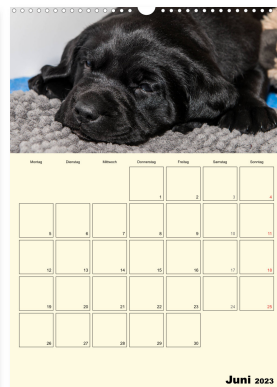 Montag Dienstag Mittwoch Donnerstag Freitag Samstag Sonntag
1 2 3 4
5 6 7 8 9 10 11
12 13 14 15 16 17 18
19 20 21 22 23 24 25
26 27 28 29 30
Juni 2023